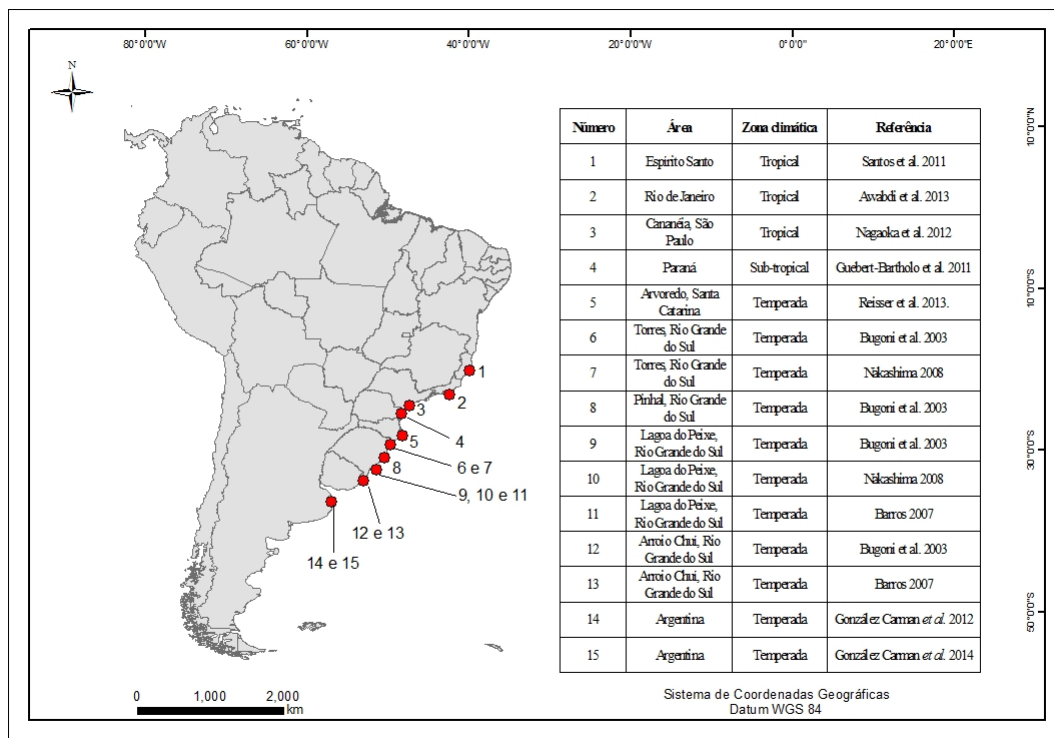 80°0'0"W 60°0'0"W 40°0'0"W 20°0'0"W 0°0'0" 20°0'0"E
N
10°0'0"N
10°0'0"S
30°0'0"S
50°0'0"S
1
2
3
4
5
6 e 7
8
9, 10 e 11
12 e 13
14 e 15
Número Área Zona climática Referência
1 Espirito Santo Tropical Santos et al. 2011
2 Rio de Janeiro Tropical Awabdi et al. 2013
3 Cananéia, São Paulo Tropical Nagaoka et al. 2012
4 Paraná Sub-tropical Guebert-Bartholo et al. 2011
5 Arvoredo, Santa Catarina Temperada Reisser et al. 2013.
6 Torres, Rio Grande do Sul Temperada Bugoni et al. 2003
7 Torres, Rio Grande do Sul Temperada Nakashima 2008
8 Pinhal, Rio Grande do Sul Temperada Bugoni et al. 2003
9 Lagoa do Peixe, Rio Grande do Sul Temperada Bugoni et al. 2003
10 Lagoa do Peixe, Rio Grande do Sul Temperada Nakashima 2008
11 Lagoa do Peixe, Rio Grande do Sul Temperada Barros 2007
12 Arroio Chui, Rio Grande do Sul Temperada Bugoni et al. 2003
13 Arroio Chui, Rio Grande do Sul Temperada Barros 2007
14 Argentina Temperada González Carman et al. 2012
15 Argentina Temperada González Carman et al. 2014
0 1,000 2,000
km
Sistema de Coordenadas Geográficas
Datum WGS 84